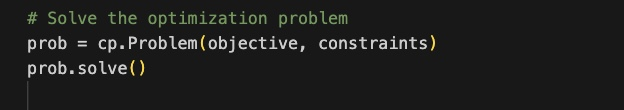 # Solve the optimization problem
prob = cp.Problem(objective, constraints)
prob.solve()